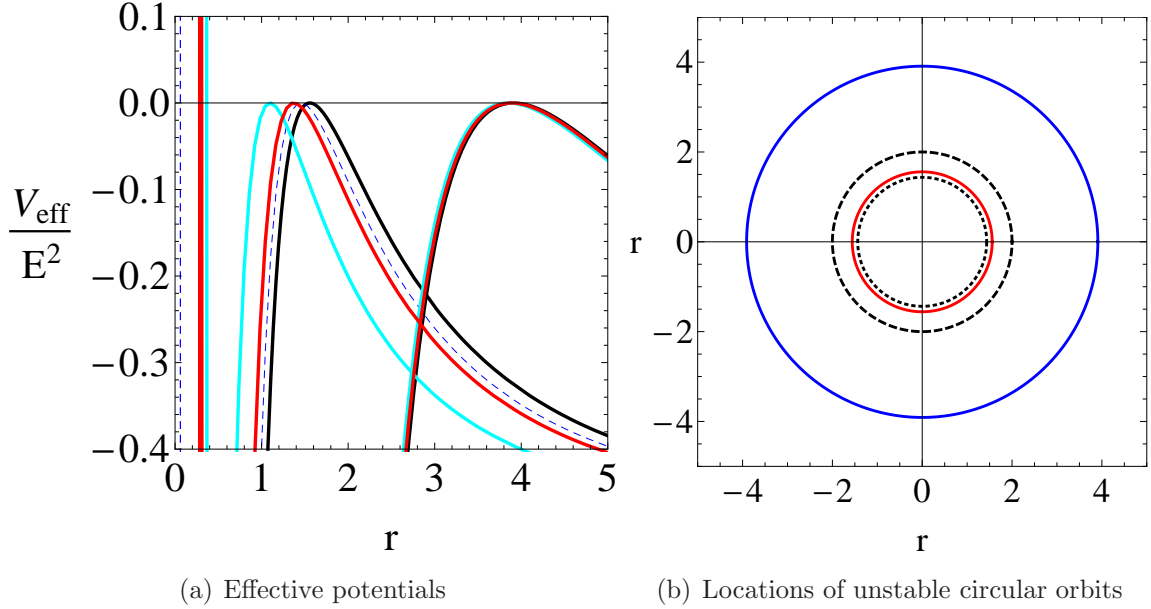 0.1
0.0
−0.1
−0.2
−0.3
−0.4
V_eff
E²
0 1 2 3 4 5
r
(a) Effective potentials
4
2
0
−2
−4
r
−4 −2 0 2 4
r
(b) Locations of unstable circular orbits